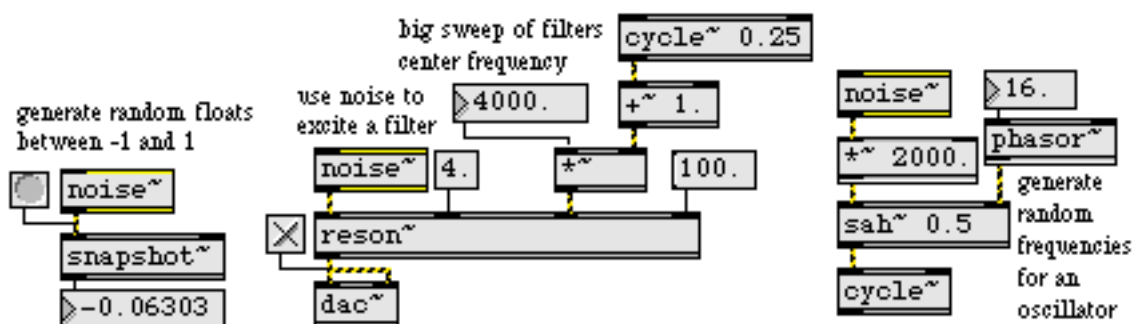 generate random floats
between -1 and 1
noise~
snapshot~
-0.06303
big sweep of filters
center frequency
cycle~ 0.25
4000.
+~ 1.
use noise to
excite a filter
noise~
4.
*~
100.
reson~
dac~
noise~
16.
*~ 2000.
phasor~
sah~ 0.5
cycle~
generate
random
frequencies
for an
oscillator